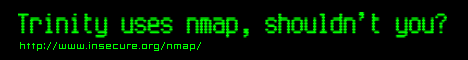 Trinity uses nmap, shouldn't you?
http://www.insecure.org/nmap/